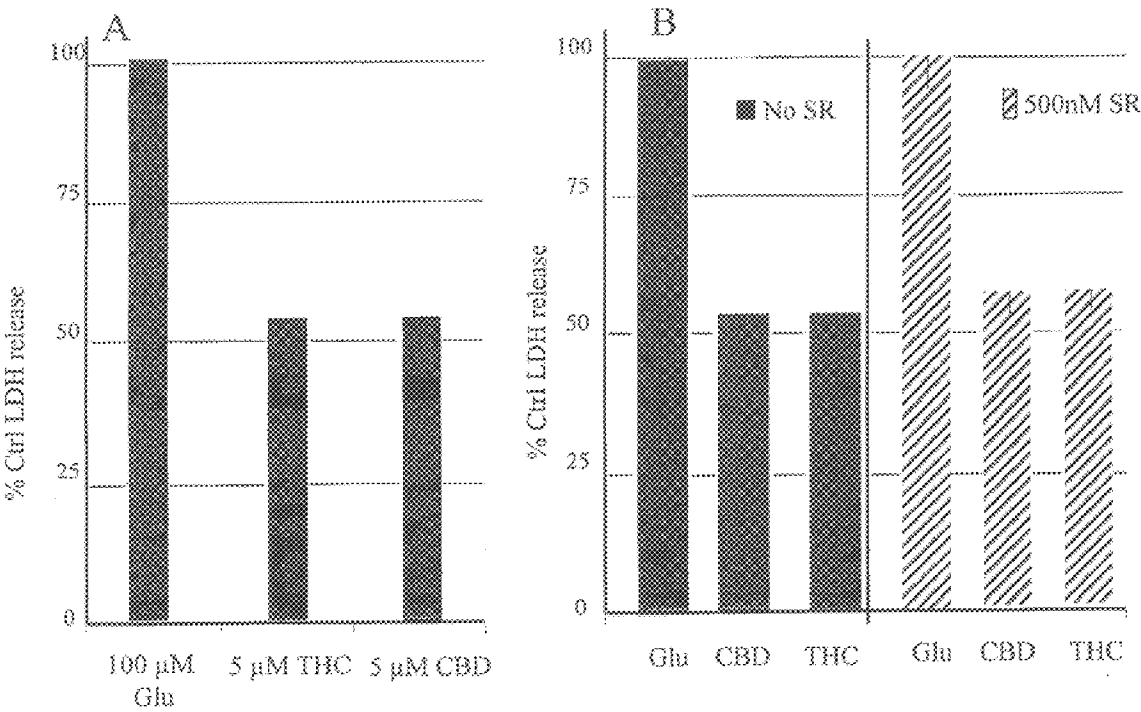 A
% Ctrl LDH release
100
75
50
25
0
100 μM
Glu
5 μM THC
5 μM CBD
B
% Ctrl LDH release
100
75
50
25
0
No SR
500nM SR
Glu
CBD
THC
Glu
CBD
THC